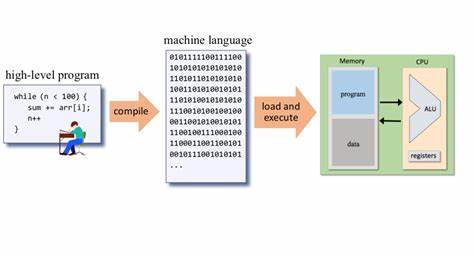 high-level program
while (n < 100) {
sum += arr[i];
n++
}
compile
machine language
0101111100111100
1010101010101010
1101011010101010
1001101010010101
1101010010101010
1110010100100100
0011001010010101
1100100111000100
1100011001100101
0010111001010101
...
load and
execute
Memory
program
data
CPU
ALU
registers